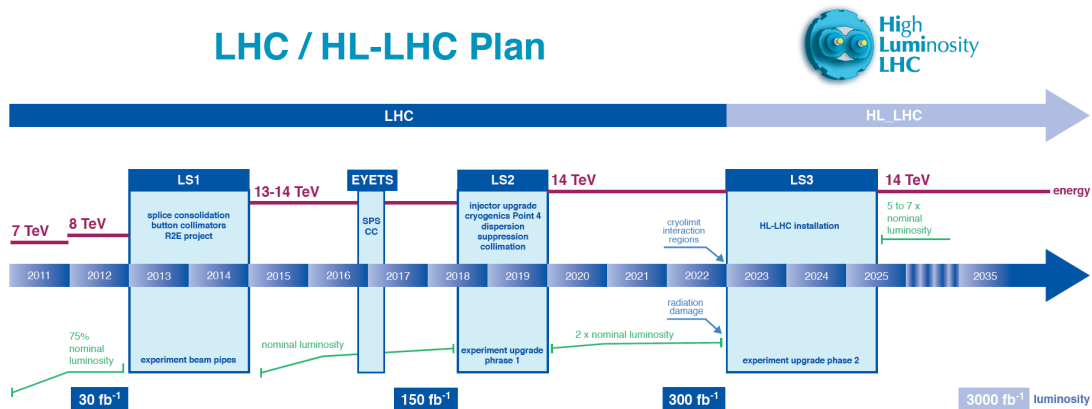 LHC / HL-LHC Plan
High
Luminosity
LHC
LHC
HL_LHC
7 TeV
8 TeV
LS1
splice consolidation
button collimators
R2E project
13-14 TeV
EYETS
SPS
CC
LS2
injector upgrade
cryogenics Point 4
dispersion
suppression
collimation
14 TeV
cryolimit
interaction
regions
LS3
HL-LHC installation
14 TeV
energy
5 to 7 x
nominal
luminosity
2011 2012 2013 2014 2015 2016 2017 2018 2019 2020 2021 2022 2023 2024 2025 2035
75%
nominal
luminosity
experiment beam pipes
nominal luminosity
experiment upgrade
phrase 1
2 x nominal luminosity
radiation
damage
experiment upgrade phase 2
30 fb-1
150 fb-1
300 fb-1
3000 fb-1
luminosity